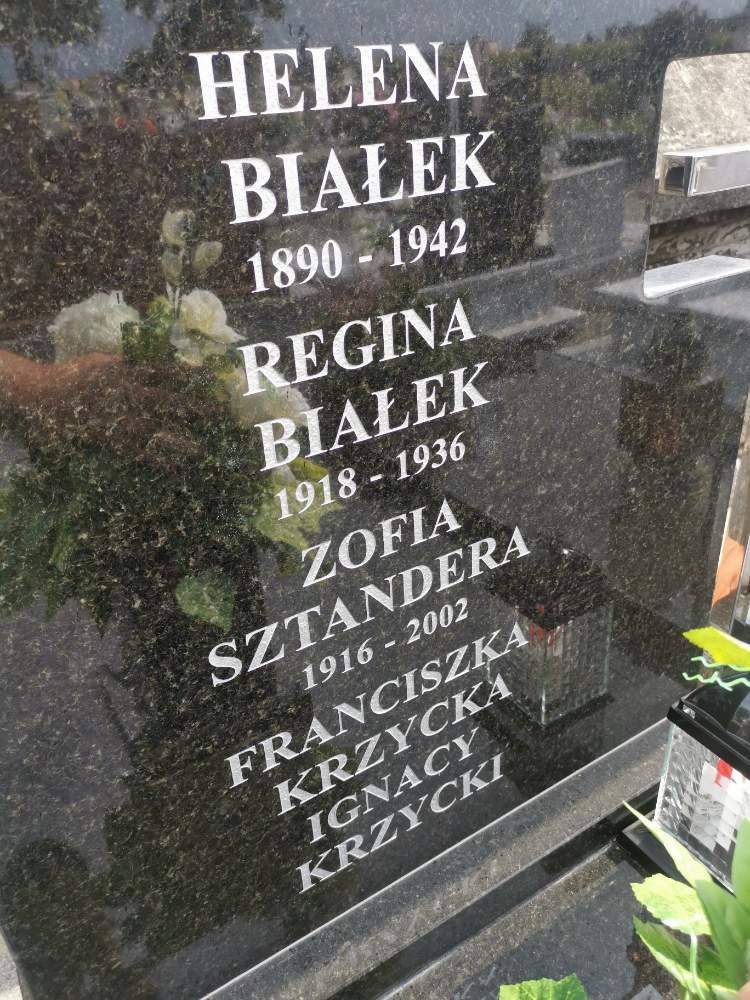 HELENA
BIAŁEK
1890 - 1942
REGINA
BIAŁEK
1918 - 1936
ZOFIA
SZTANDERA
1916 - 2002
FRANCISZKA
KRZYCKA
IGNACY
KRZYCKI